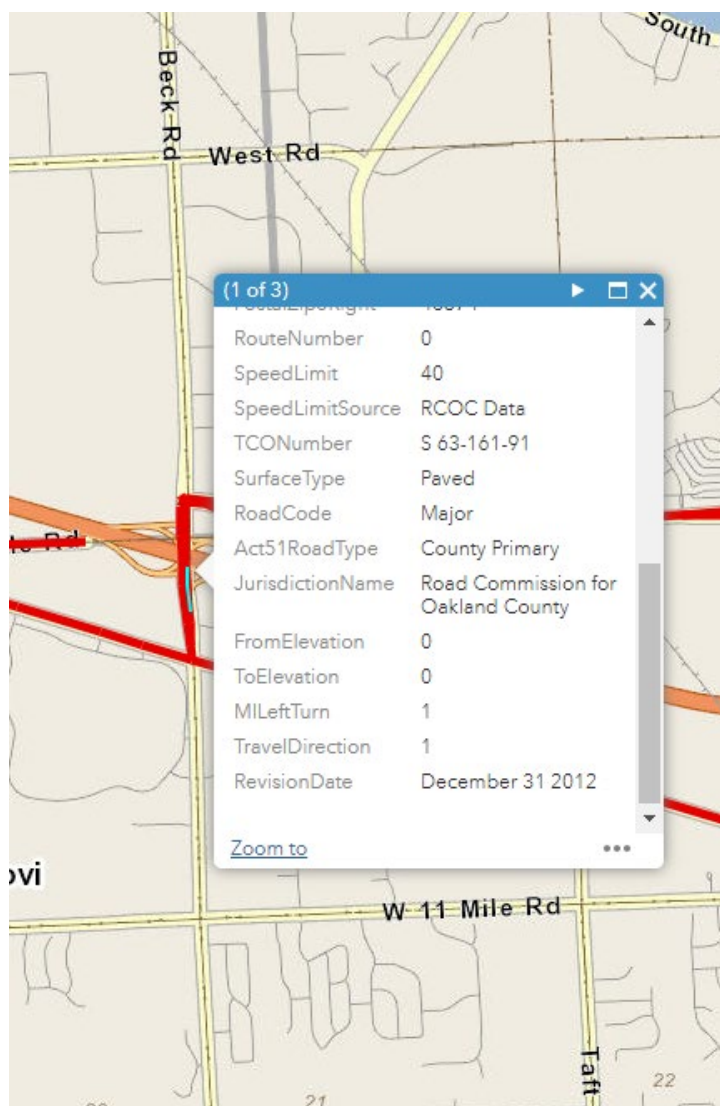 South
Beck Rd
West Rd
(1 of 3)
RouteNumber 0
SpeedLimit 40
SpeedLimitSource RCOC Data
TCONumber S 63-161-91
SurfaceType Paved
RoadCode Major
Act51RoadType County Primary
JurisdictionName Road Commission for
Oakland County
FromElevation 0
ToElevation 0
MILeftTurn 1
TravelDirection 1
RevisionDate December 31 2012
Zoom to
Rd
ovi
W 11 Mile Rd
Taft
22
21